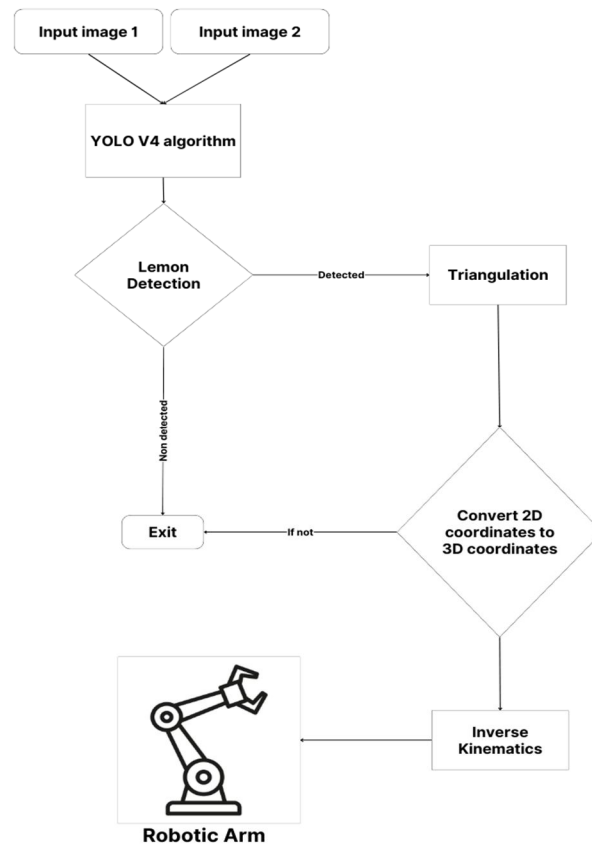 Input image 1
Input image 2
YOLO V4 algorithm
Lemon
Detection
Detected
Triangulation
Non detected
Convert 2D
coordinates to
3D coordinates
If not
Exit
Inverse
Kinematics
Robotic Arm